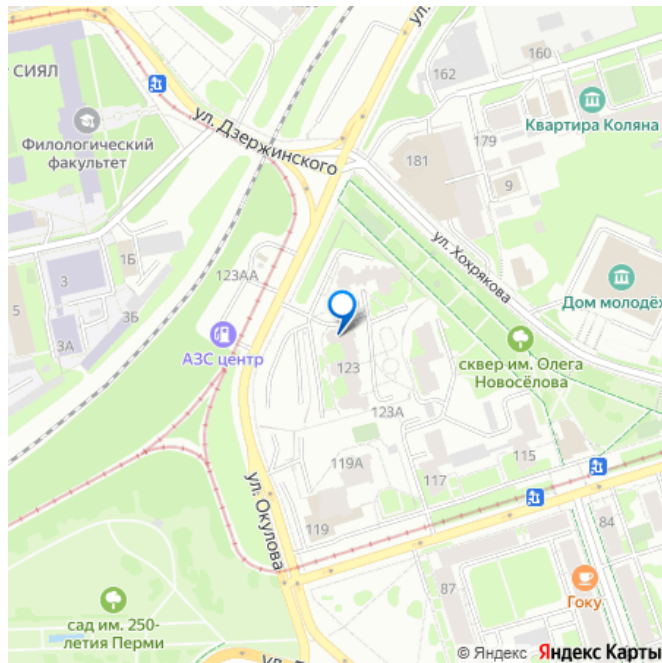 СИЯЛ
ул.
160
162
Квартира Коляна
Филологический
факультет
ул. Дзержинского
179
181
9
ул. Хохрякова
1Б
3
123АА
5
3Б
3А
АЗС центр
Дом молодёж
сквер им. Олега
Новосёлова
123
123А
119А
115
117
ул. Окулова
119
84
87
Гоку
сад им. 250-
летия Перми
© Яндекс Яндекс Карты